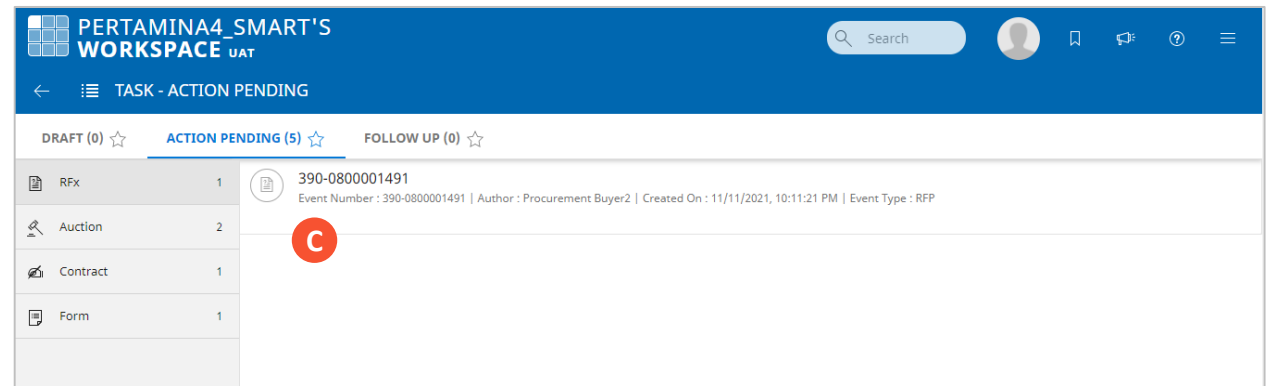 PERTAMINA4_SMART'S
WORKSPACE UAT
Search
TASK - ACTION PENDING
DRAFT (0) ACTION PENDING (5) FOLLOW UP (0)
RFx 1
390-0800001491
Event Number : 390-0800001491 | Author : Procurement Buyer2 | Created On : 11/11/2021, 10:11:21 PM | Event Type : RFP
Auction 2
C
Contract 1
Form 1